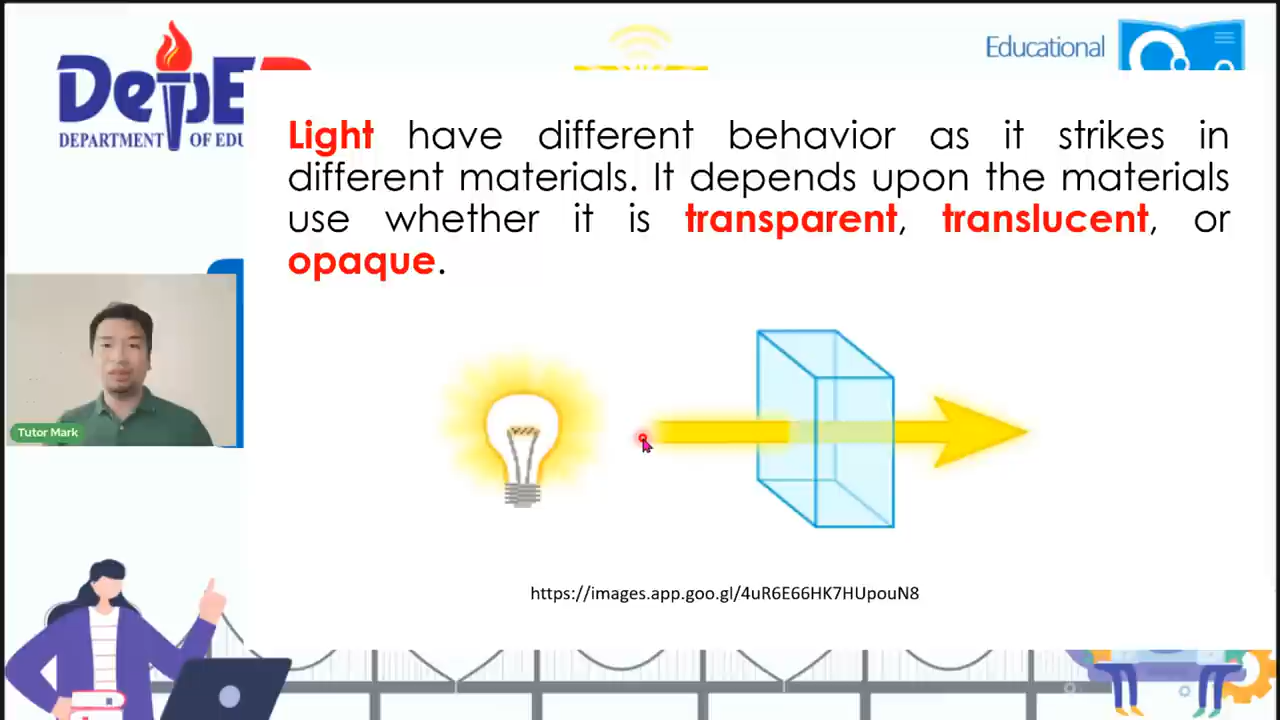 DepE
DEPARTMENT OF EDU
Educational
Light have different behavior as it strikes in
different materials. It depends upon the materials
use whether it is transparent, translucent, or
opaque.
Tutor Mark
https://images.app.goo.gl/4uR6E66HK7HUpouN8